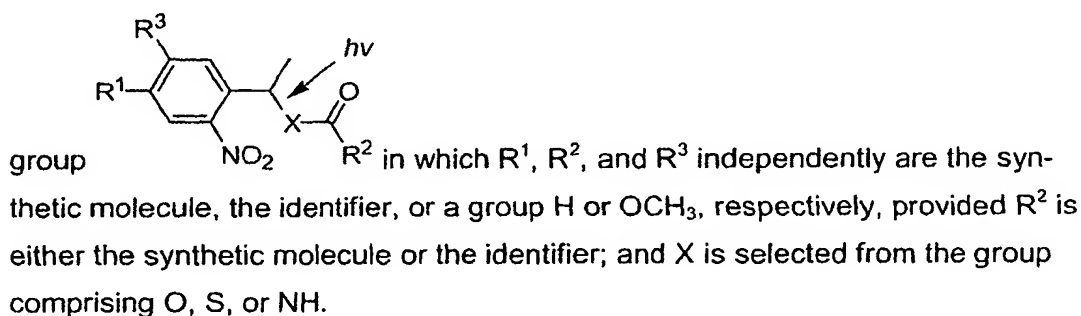 R³
hν
R¹
O
X
NO₂
R²
group in which R¹, R², and R³ independently are the syn-
thetic molecule, the identifier, or a group H or OCH₃, respectively, provided R² is
either the synthetic molecule or the identifier; and X is selected from the group
comprising O, S, or NH.